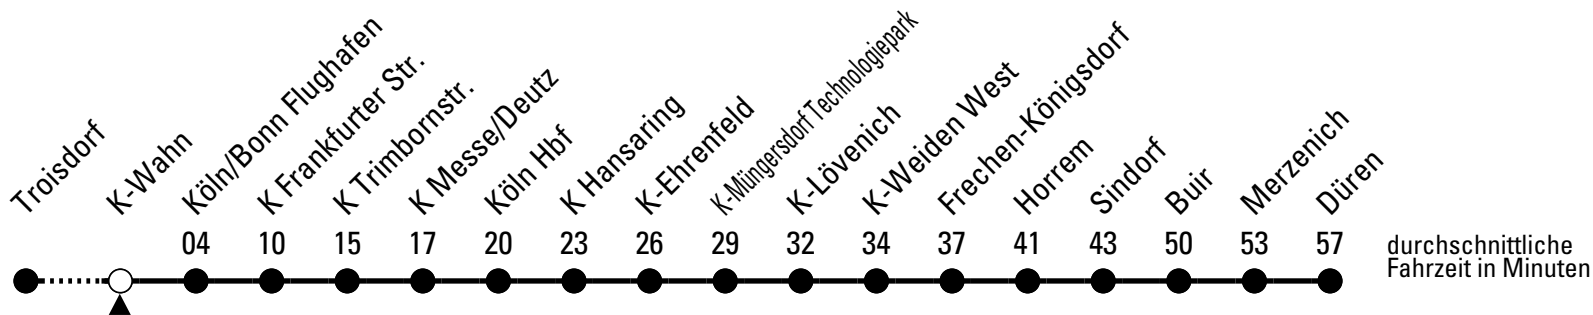 Troisdorf
K-Wahn
Köln/Bonn Flughafen
K Frankfurter Str.
K Trimbornstr.
K Messe/Deutz
Köln Hbf
K Hansaring
K-Ehrenfeld
K-Müngersdorf Technologiepark
K-Lövenich
K-Weiden West
Frechen-Königsdorf
Horrem
Sindorf
Buir
Merzenich
Düren
04 10 15 17 20 23 26 29 32 34 37 41 43 50 53 57
durchschnittliche
Fahrzeit in Minuten